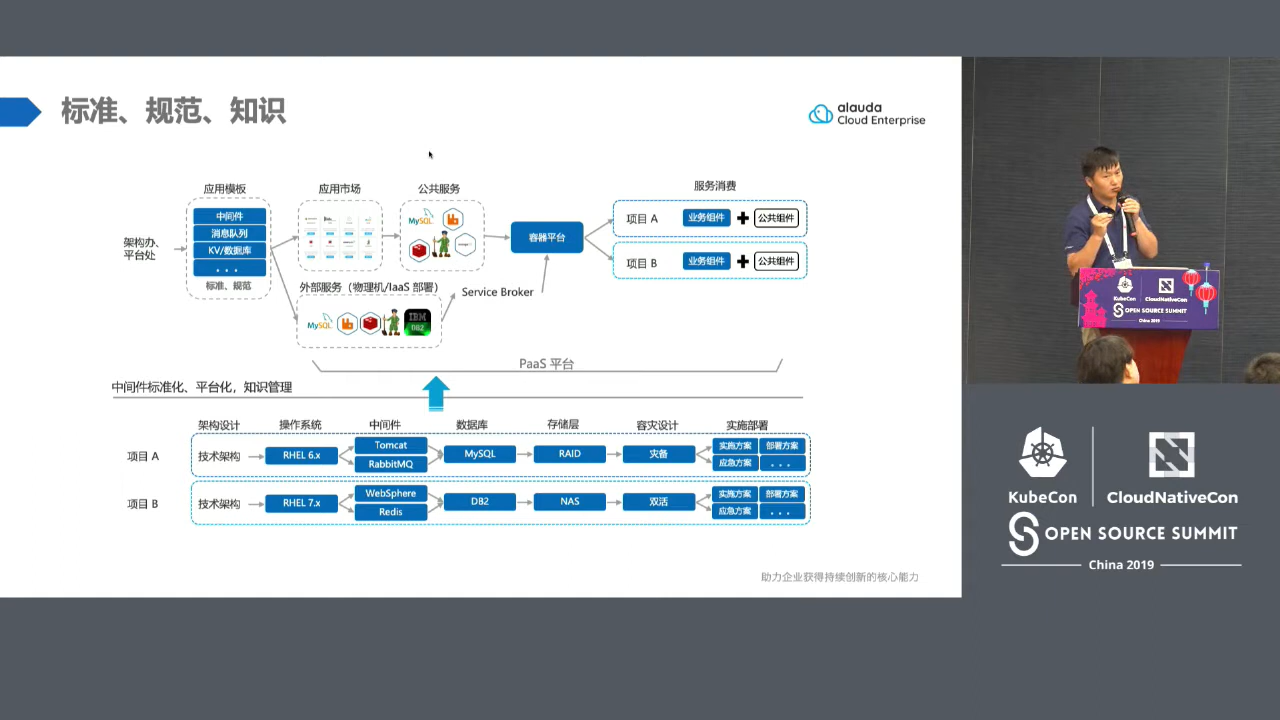 标准、规范、知识
alauda
Cloud Enterprise
应用模板
应用市场
公共服务
服务消费
架构办、
平台处
中间件
消息队列
KV/数据库
...
标准、规范
MySQL
容器平台
项目 A
业务组件
公共组件
项目 B
业务组件
公共组件
外部服务（物理机/IaaS 部署）
MySQL
IBM
DB2
Service Broker
PaaS 平台
中间件标准化、平台化，知识管理
架构设计
操作系统
中间件
数据库
存储层
容灾设计
实施部署
项目 A
技术架构
RHEL 6.x
Tomcat
RabbitMQ
MySQL
RAID
灾备
实施方案
部署方案
应急方案
...
项目 B
技术架构
RHEL 7.x
WebSphere
Redis
DB2
NAS
双活
实施方案
部署方案
应急方案
...
助力企业获得持续创新的核心能力
KubeCon
CloudNativeCon
OPEN SOURCE SUMMIT
China 2019
KubeCon
CloudNativeCon
OPEN SOURCE SUMMIT
China 2019